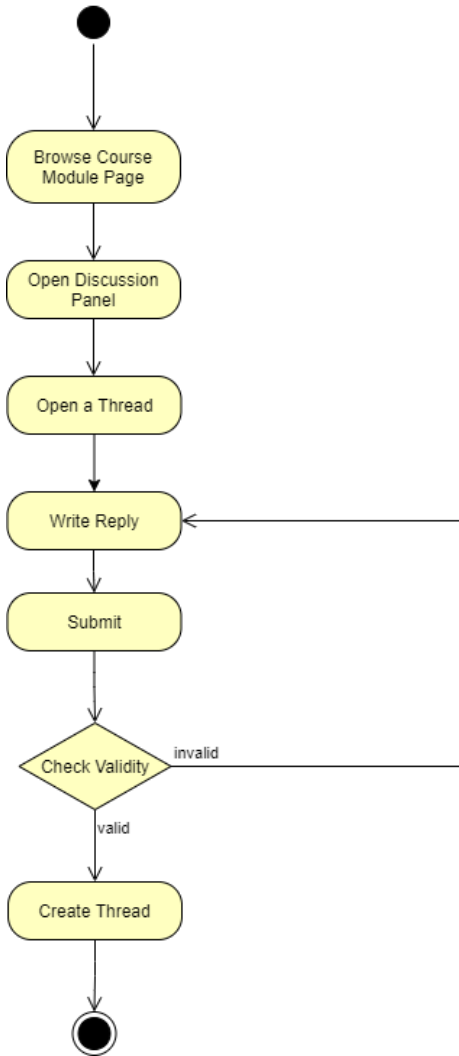 Browse Course
Module Page
Open Discussion
Panel
Open a Thread
Write Reply
Submit
Check Validity
invalid
valid
Create Thread